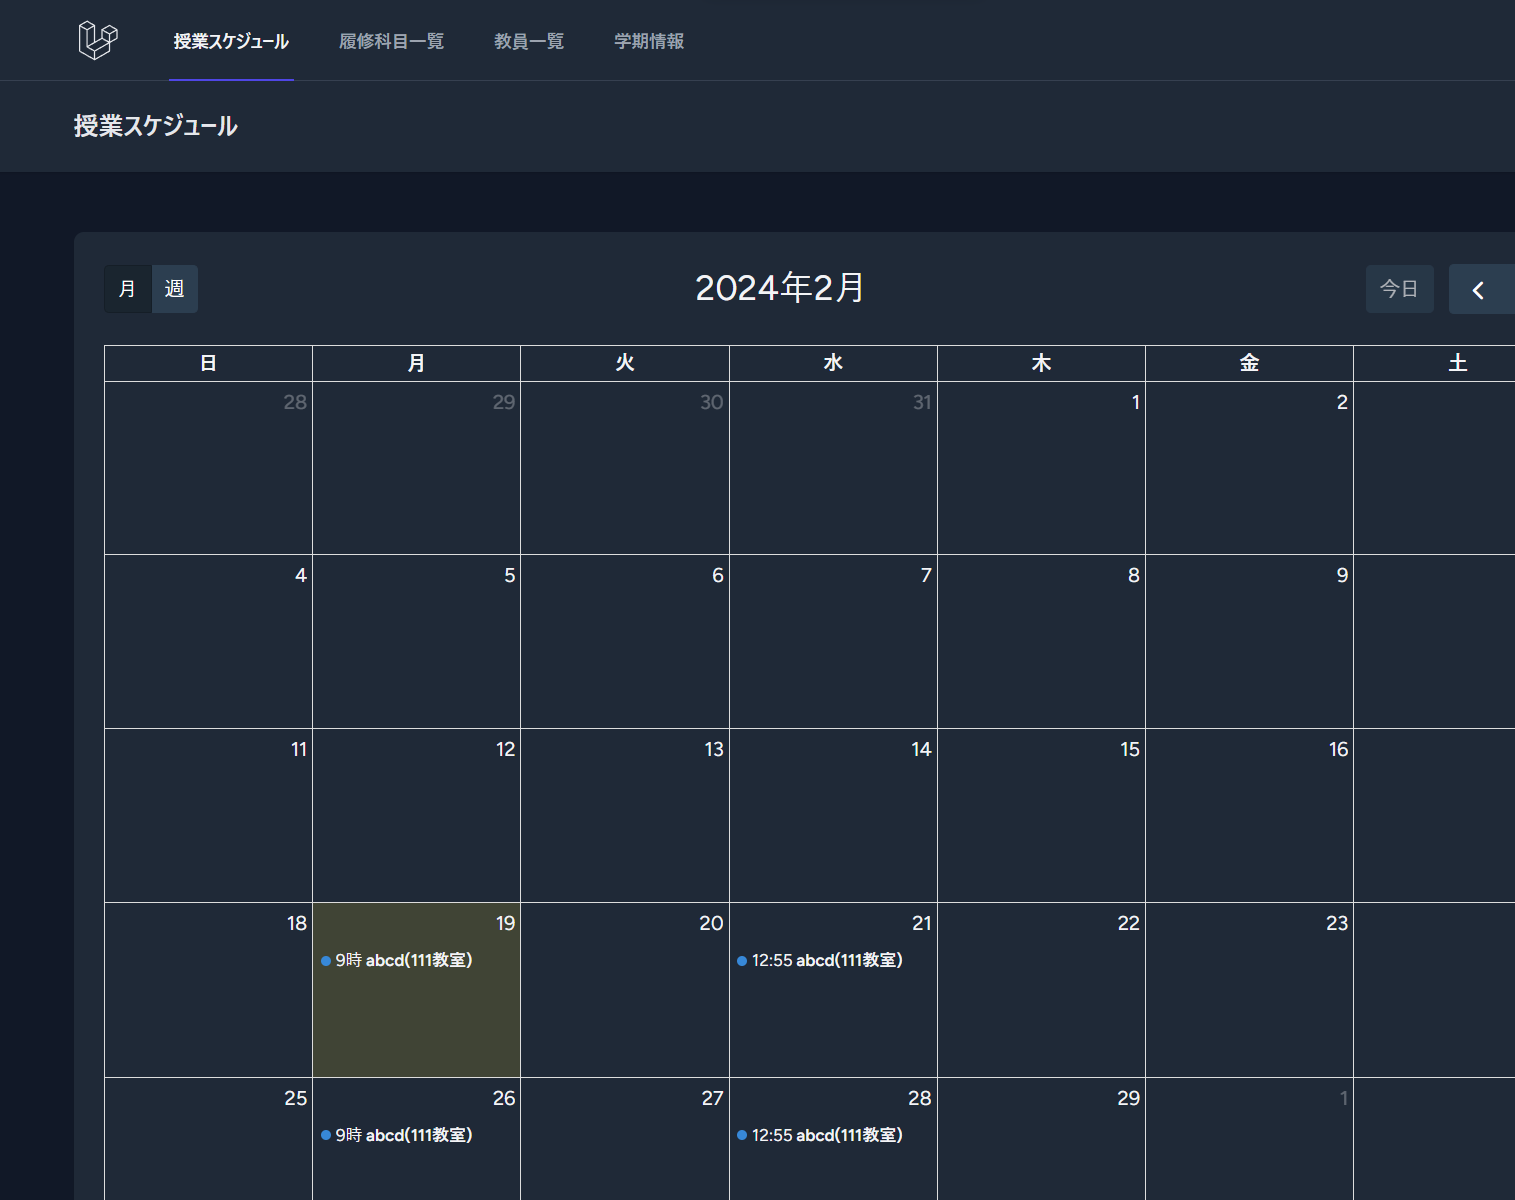 授業スケジュール 履修科目一覧 教員一覧 学期情報
授業スケジュール
月 週 2024年2月 今日
日 月 火 水 木 金 土
28 29 30 31 1 2
4 5 6 7 8 9
11 12 13 14 15 16
18 19 20 21 22 23
9時 abcd(111教室) 12:55 abcd(111教室)
25 26 27 28 29 1
9時 abcd(111教室) 12:55 abcd(111教室)